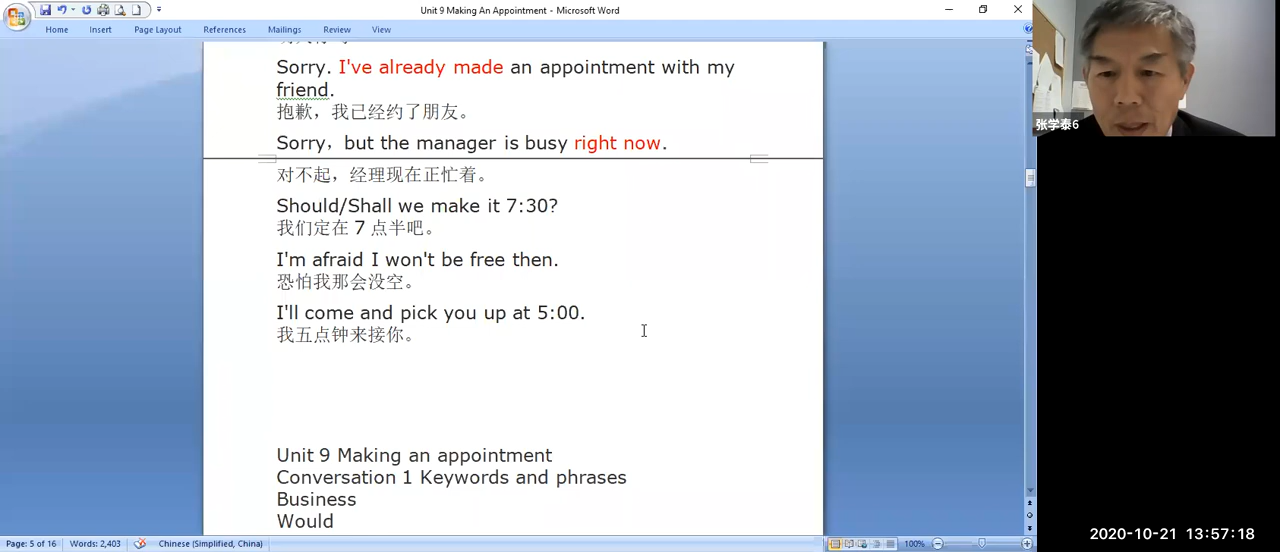 Unit 9 Making An Appointment - Microsoft Word
Home Insert Page Layout References Mailings Review View
Sorry. I've already made an appointment with my
friend.
抱歉，我已经约了朋友。
Sorry，but the manager is busy right now.
对不起，经理现在正忙着。
Should/Shall we make it 7:30?
我们定在 7 点半吧。
I'm afraid I won't be free then.
恐怕我那会没空。
I'll come and pick you up at 5:00.
我五点钟来接你。
Unit 9 Making an appointment
Conversation 1 Keywords and phrases
Business
Would
Page: 5 of 16 Words: 2,403 Chinese (Simplified, China) 100%
张学泰6
2020-10-21 13:57:18